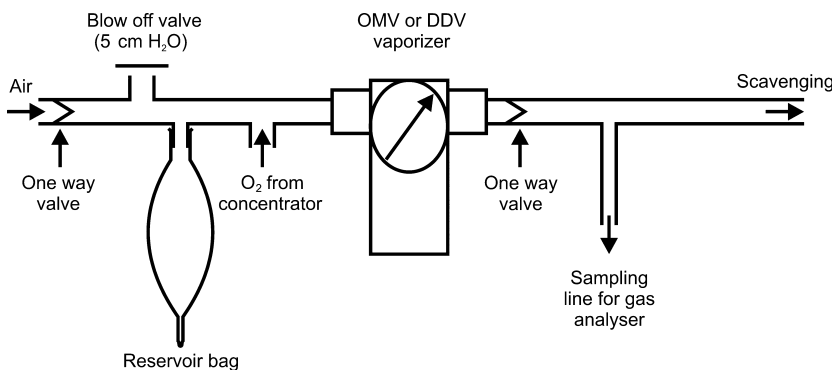 Blow off valve
(5 cm H₂O)
OMV or DDV
vaporizer
Air
Scavenging
One way
valve
O₂ from
concentrator
One way
valve
Sampling
line for gas
analyser
Reservoir bag